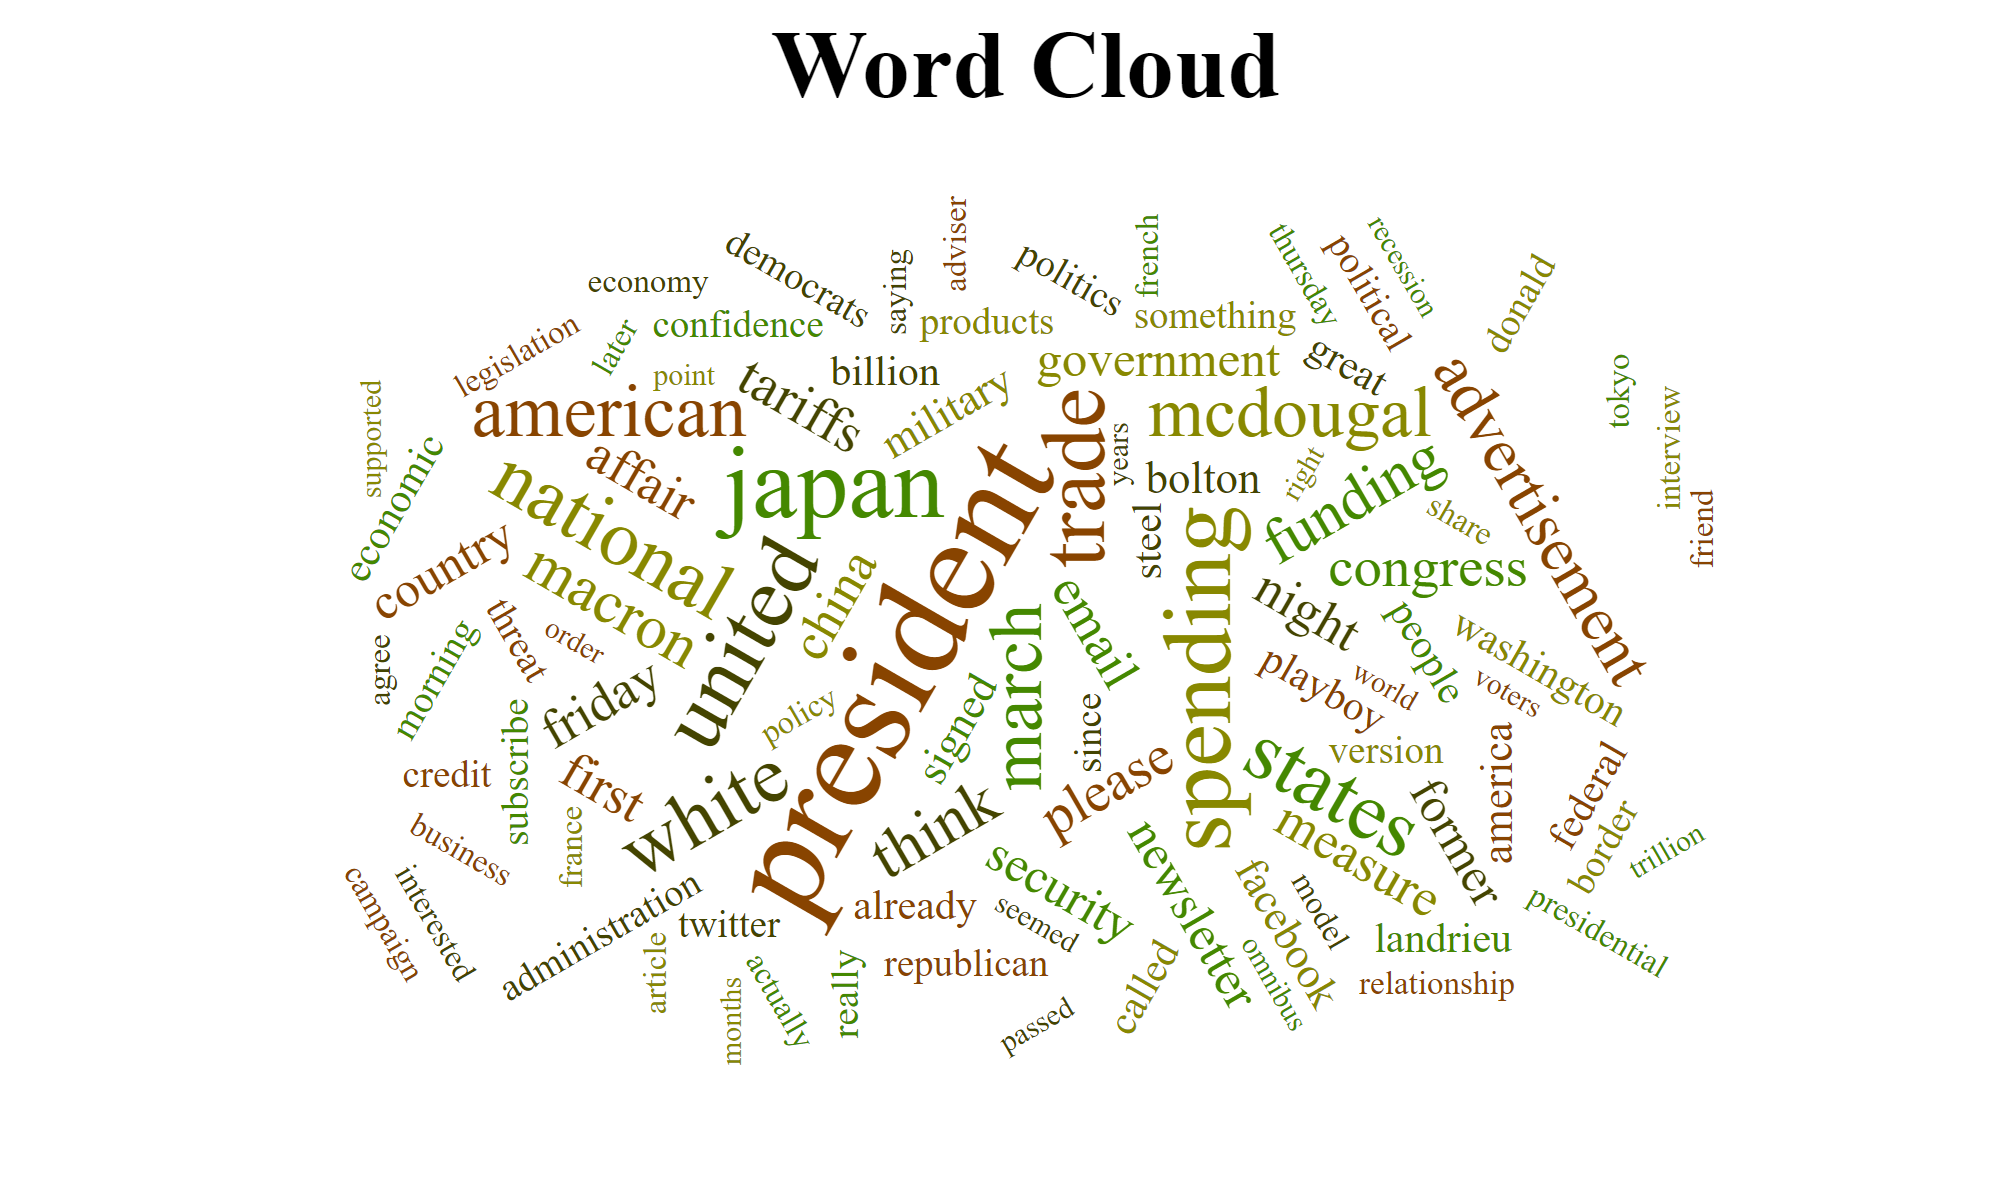 Word Cloud
adviser
french
thursday
recession
democrats
politics
political
donald
economy
saying
products
something
confidence
later
legislation
point
billion
government
great
tokyo
supported
american
tariffs
military
trade
mcdougal
advertisement
interview
economic
affair
japan
years
bolton
right
funding
share
friend
national
president
steel
spending
congress
country
macron
united
china
email
night
people
washington
threat
order
agree
morning
friday
policy
signed
march
since
playboy
world
voters
subscribe
credit
first
white
think
please
states
version
america
federal
former
border
trillion
business
france
security
newsletter
measure
campaign
interested
administration
twitter
already
seemed
facebook
model
landrieu
presidential
article
months
actually
really
republican
passed
called
omnibus
relationship